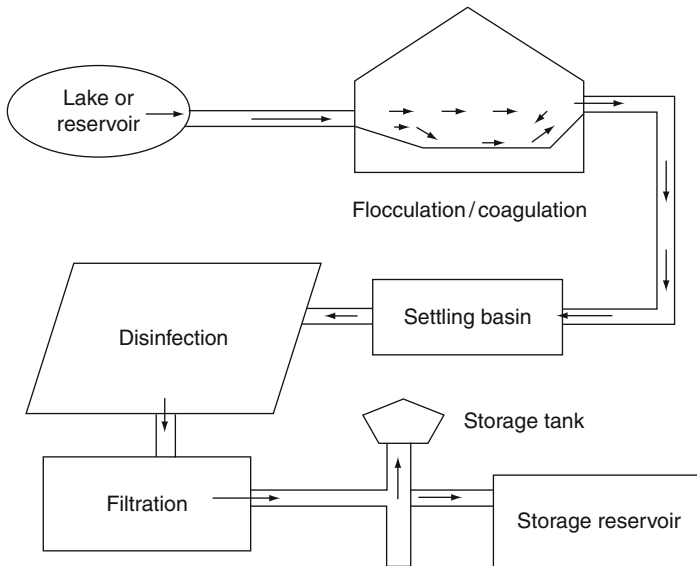 Lake or
reservoir
Flocculation/coagulation
Settling basin
Disinfection
Storage tank
Filtration
Storage reservoir